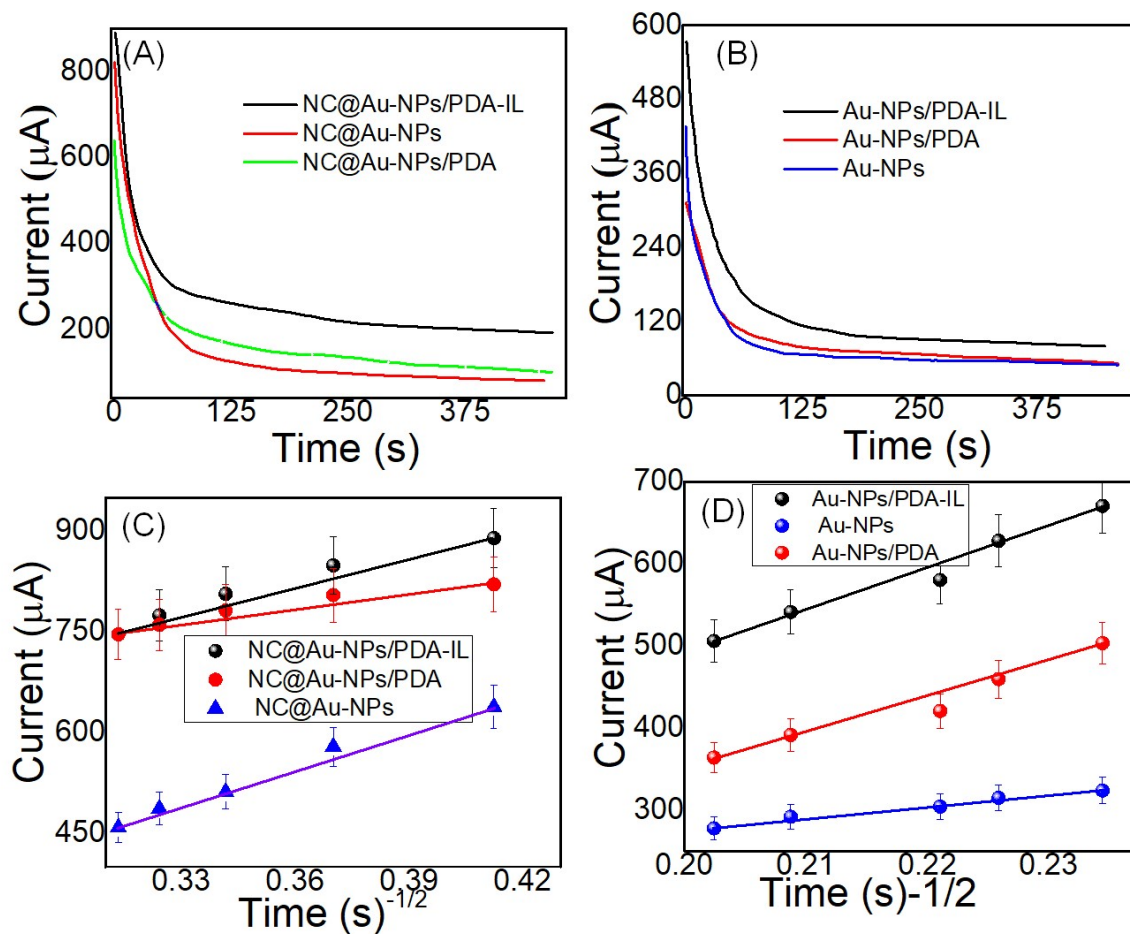 (A)
Current (μA)
800
600
400
200
NC@Au-NPs/PDA-IL
NC@Au-NPs
NC@Au-NPs/PDA
0 125 250 375
Time (s)
(B)
Current (μA)
600
480
360
240
120
0
Au-NPs/PDA-IL
Au-NPs/PDA
Au-NPs
0 125 250 375
Time (s)
(C)
Current (μA)
900
750
600
450
NC@Au-NPs/PDA-IL
NC@Au-NPs/PDA
NC@Au-NPs
0.33 0.36 0.39 0.42
Time (s)-1/2
(D)
Current (μA)
700
600
500
400
300
Au-NPs/PDA-IL
Au-NPs
Au-NPs/PDA
0.20 0.21 0.22 0.23
Time (s)-1/2